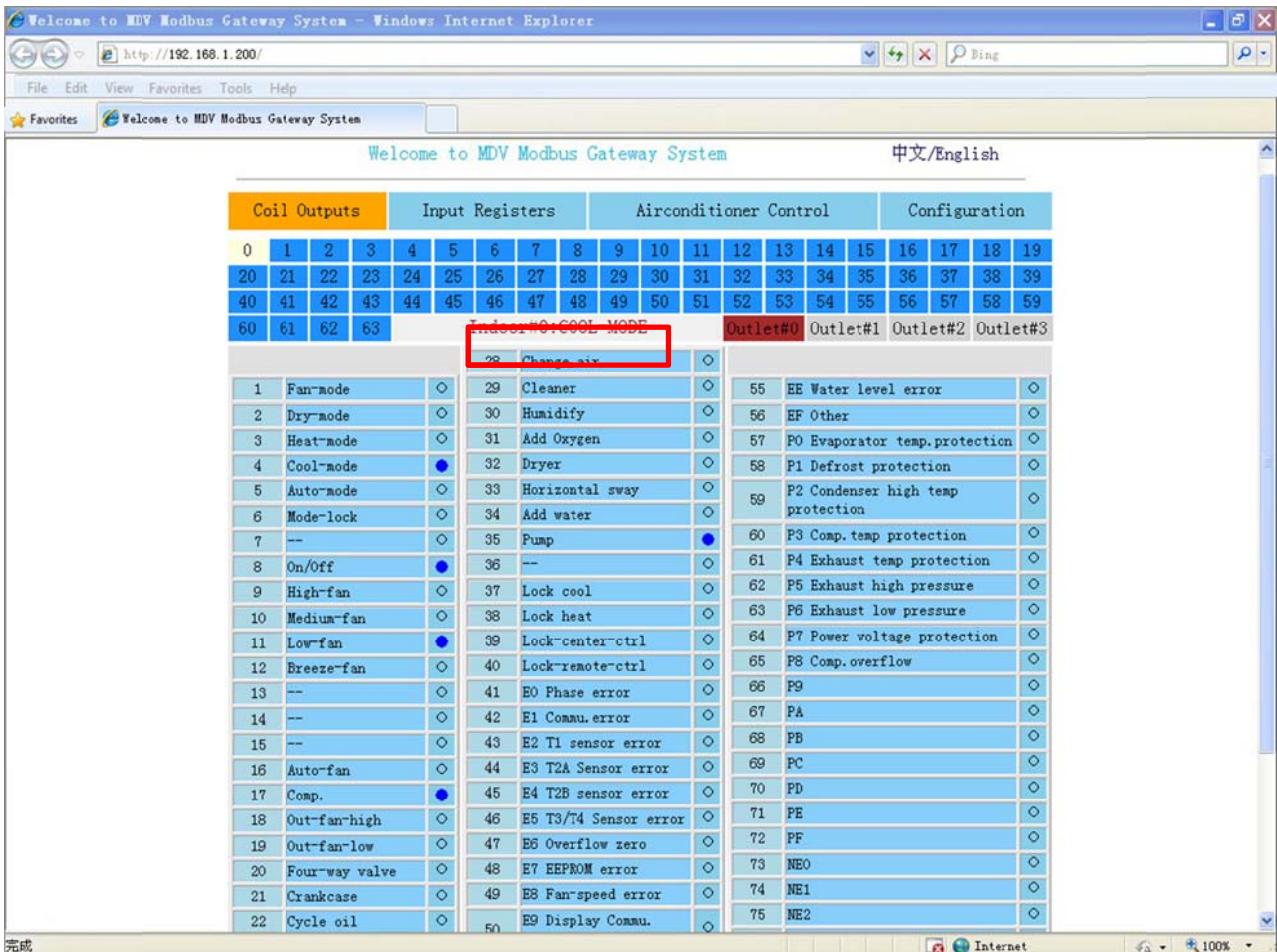 Welcome to MDV Modbus Gateway System - Windows Internet Explorer
http://192.168.1.200/
Bing
File Edit View Favorites Tools Help
Favorites Welcome to MDV Modbus Gateway System
Welcome to MDV Modbus Gateway System 中文/English
Coil Outputs Input Registers Airconditioner Control Configuration
0 1 2 3 4 5 6 7 8 9 10 11 12 13 14 15 16 17 18 19
20 21 22 23 24 25 26 27 28 29 30 31 32 33 34 35 36 37 38 39
40 41 42 43 44 45 46 47 48 49 50 51 52 53 54 55 56 57 58 59
60 61 62 63 Indoor#0:COOL MODE Outlet#0 Outlet#1 Outlet#2 Outlet#3
1 Fan-mode
2 Dry-mode
3 Heat-mode
4 Cool-mode
5 Auto-mode
6 Mode-lock
7 --
8 On/Off
9 High-fan
10 Medium-fan
11 Low-fan
12 Breeze-fan
13 --
14 --
15 --
16 Auto-fan
17 Comp.
18 Out-fan-high
19 Out-fan-low
20 Four-way valve
21 Crankcase
22 Cycle oil
28 Change air
29 Cleaner
30 Humidify
31 Add Oxygen
32 Dryer
33 Horizontal sway
34 Add water
35 Pump
36 --
37 Lock cool
38 Lock heat
39 Lock-center-ctrl
40 Lock-remote-ctrl
41 E0 Phase error
42 E1 Commu.error
43 E2 T1 sensor error
44 E3 T2A Sensor error
45 E4 T2B sensor error
46 E5 T3/T4 Sensor error
47 E6 Overflow zero
48 E7 EEPROM error
49 E8 Fan-speed error
50 E9 Display Commu.
55 EE Water level error
56 EF Other
57 P0 Evaporator temp.protection
58 P1 Defrost protection
59 P2 Condenser high temp
protection
60 P3 Comp.temp protection
61 P4 Exhaust temp protection
62 P5 Exhaust high pressure
63 P6 Exhaust low pressure
64 P7 Power voltage protection
65 P8 Comp.overflow
66 P9
67 PA
68 PB
69 PC
70 PD
71 PE
72 PF
73 NE0
74 NE1
75 NE2
完成 Internet 100%